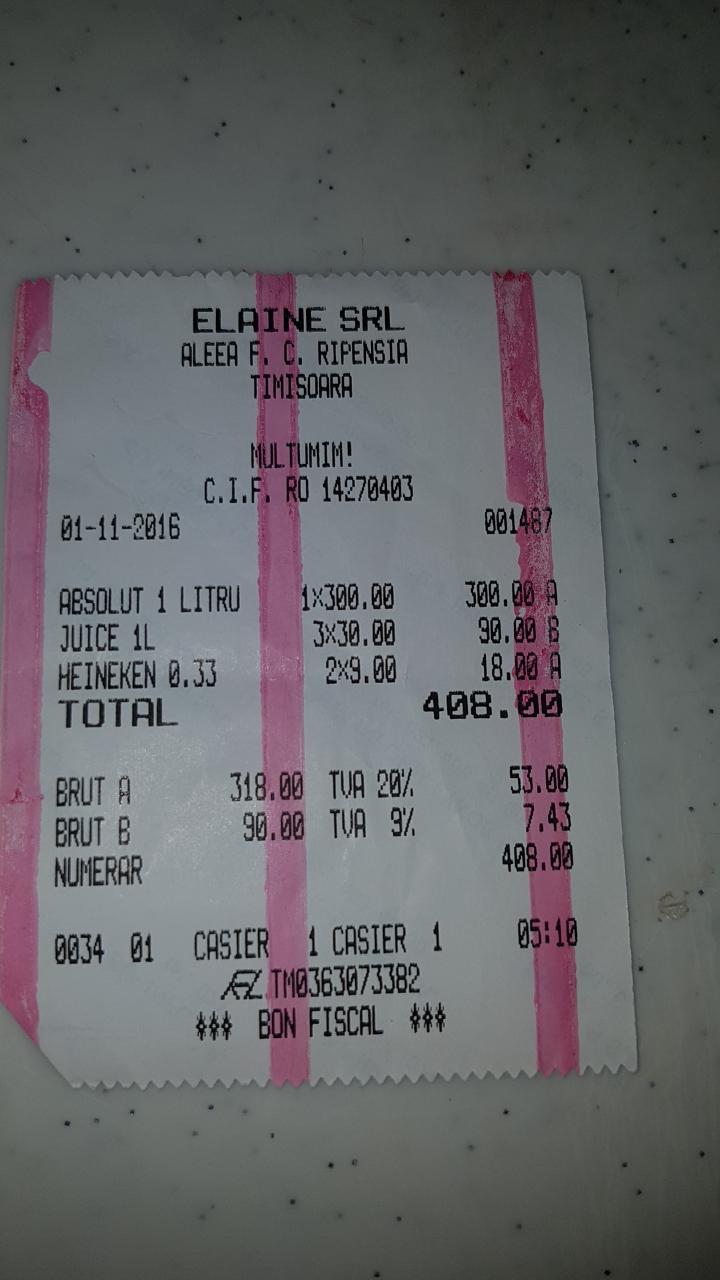 ELAINE SRL
ALEEA F. C. RIPENSIA
TIMISOARA
MULTUMIM!
C.I.F. RO 14270403
01-11-2016 001487
ABSOLUT 1 LITRU 1X300.00 300.00 A
JUICE 1L 3X30.00 90.00 B
HEINEKEN 0.33 2X9.00 18.00 A
TOTAL 408.00
BRUT A 318.00 TVA 20% 53.00
BRUT B 90.00 TVA 9% 7.43
NUMERAR 408.00
0034 01 CASIER 1 CASIER 1 05:10
TM0363073382
*** BON FISCAL ***